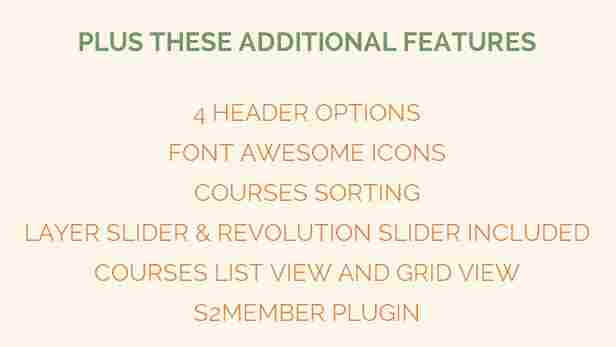 PLUS THESE ADDITIONAL FEATURES
4 HEADER OPTIONS
FONT AWESOME ICONS
COURSES SORTING
LAYER SLIDER & REVOLUTION SLIDER INCLUDED
COURSES LIST VIEW AND GRID VIEW
S2MEMBER PLUGIN